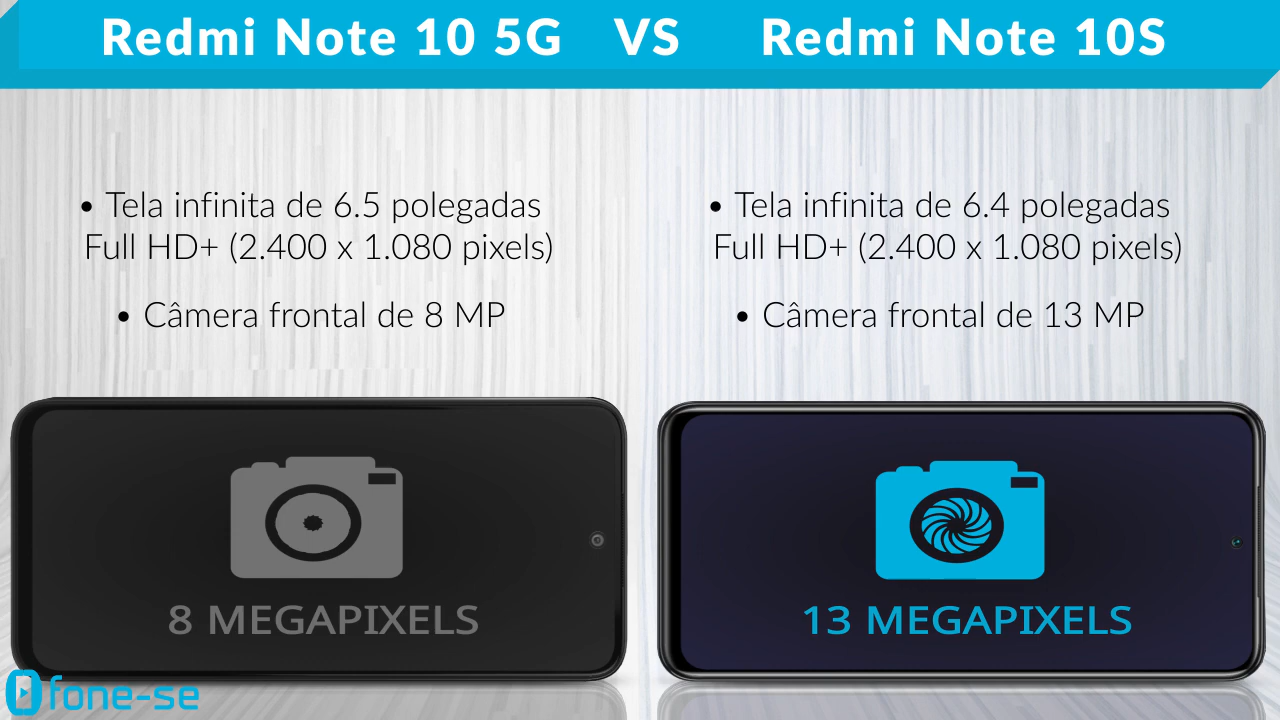 Redmi Note 10 5G VS Redmi Note 10S
• Tela infinita de 6.5 polegadas
Full HD+ (2.400 x 1.080 pixels)
• Câmera frontal de 8 MP
• Tela infinita de 6.4 polegadas
Full HD+ (2.400 x 1.080 pixels)
• Câmera frontal de 13 MP
8 MEGAPIXELS
13 MEGAPIXELS
fone-se